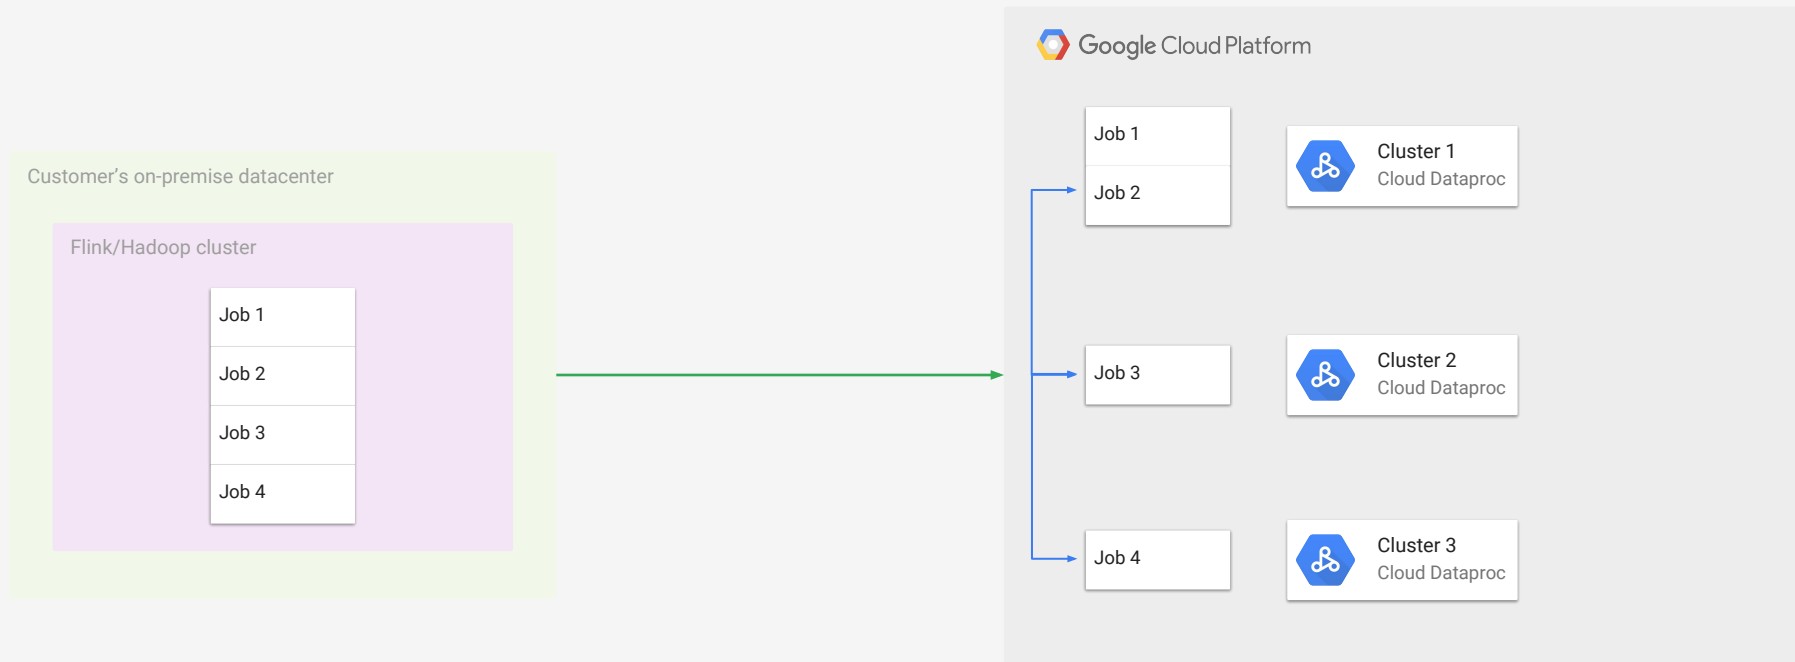 Google Cloud Platform
Customer’s on-premise datacenter
Flink/Hadoop cluster
Job 1
Job 2
Job 3
Job 4
Job 1
Job 2
Cluster 1
Cloud Dataproc
Job 3
Cluster 2
Cloud Dataproc
Job 4
Cluster 3
Cloud Dataproc